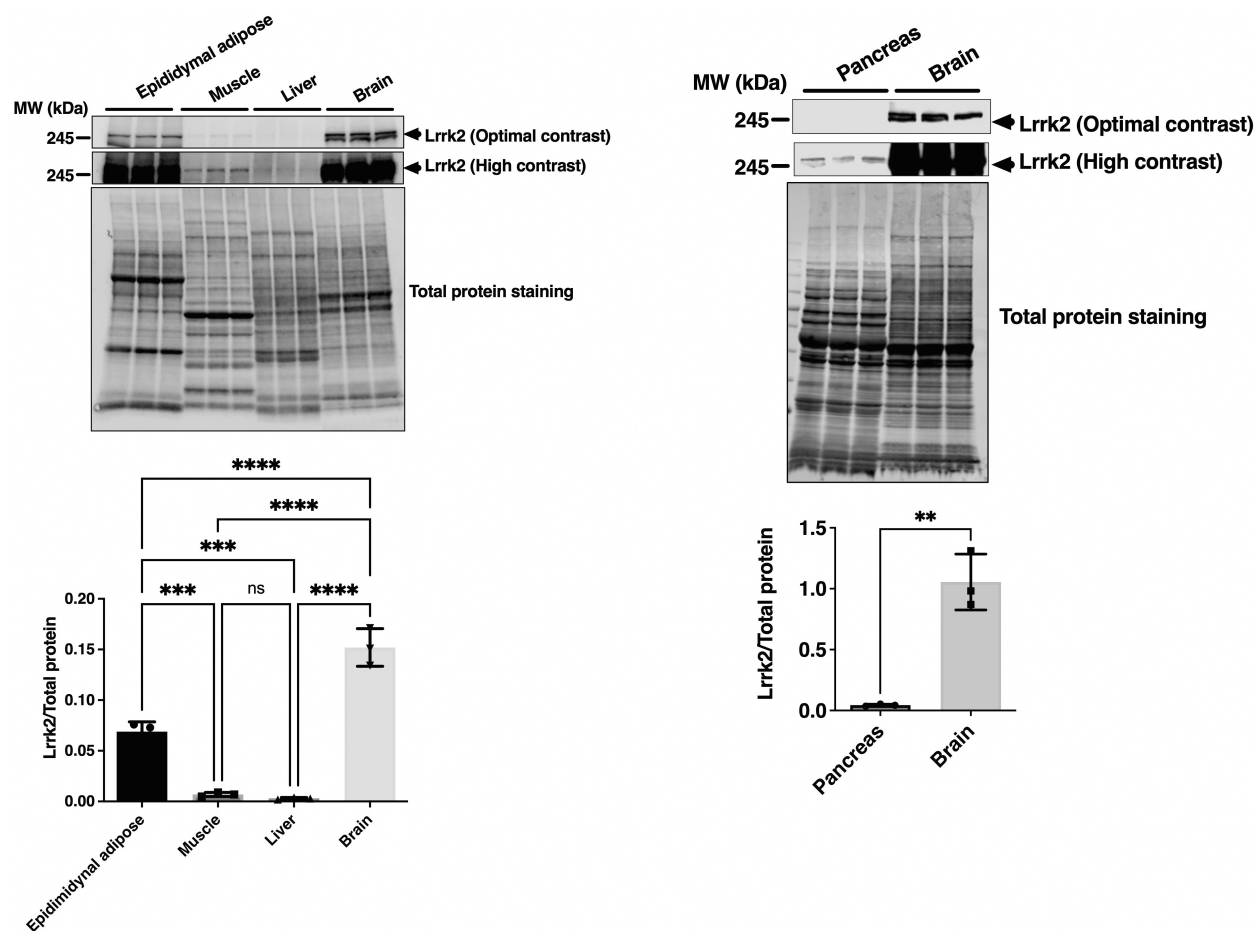 Epididymal adipose
Muscle
Liver
Brain
MW (kDa)
245
Lrrk2 (Optimal contrast)
245
Lrrk2 (High contrast)
Total protein staining
****
****
***
***
ns
****
Lrrk2/Total protein
0.20
0.15
0.10
0.05
0.00
Epidimidynal adipose
Muscle
Liver
Brain
Pancreas
Brain
MW (kDa)
245
Lrrk2 (Optimal contrast)
245
Lrrk2 (High contrast)
Total protein staining
**
Lrrk2/Total protein
1.5
1.0
0.5
0.0
Pancreas
Brain